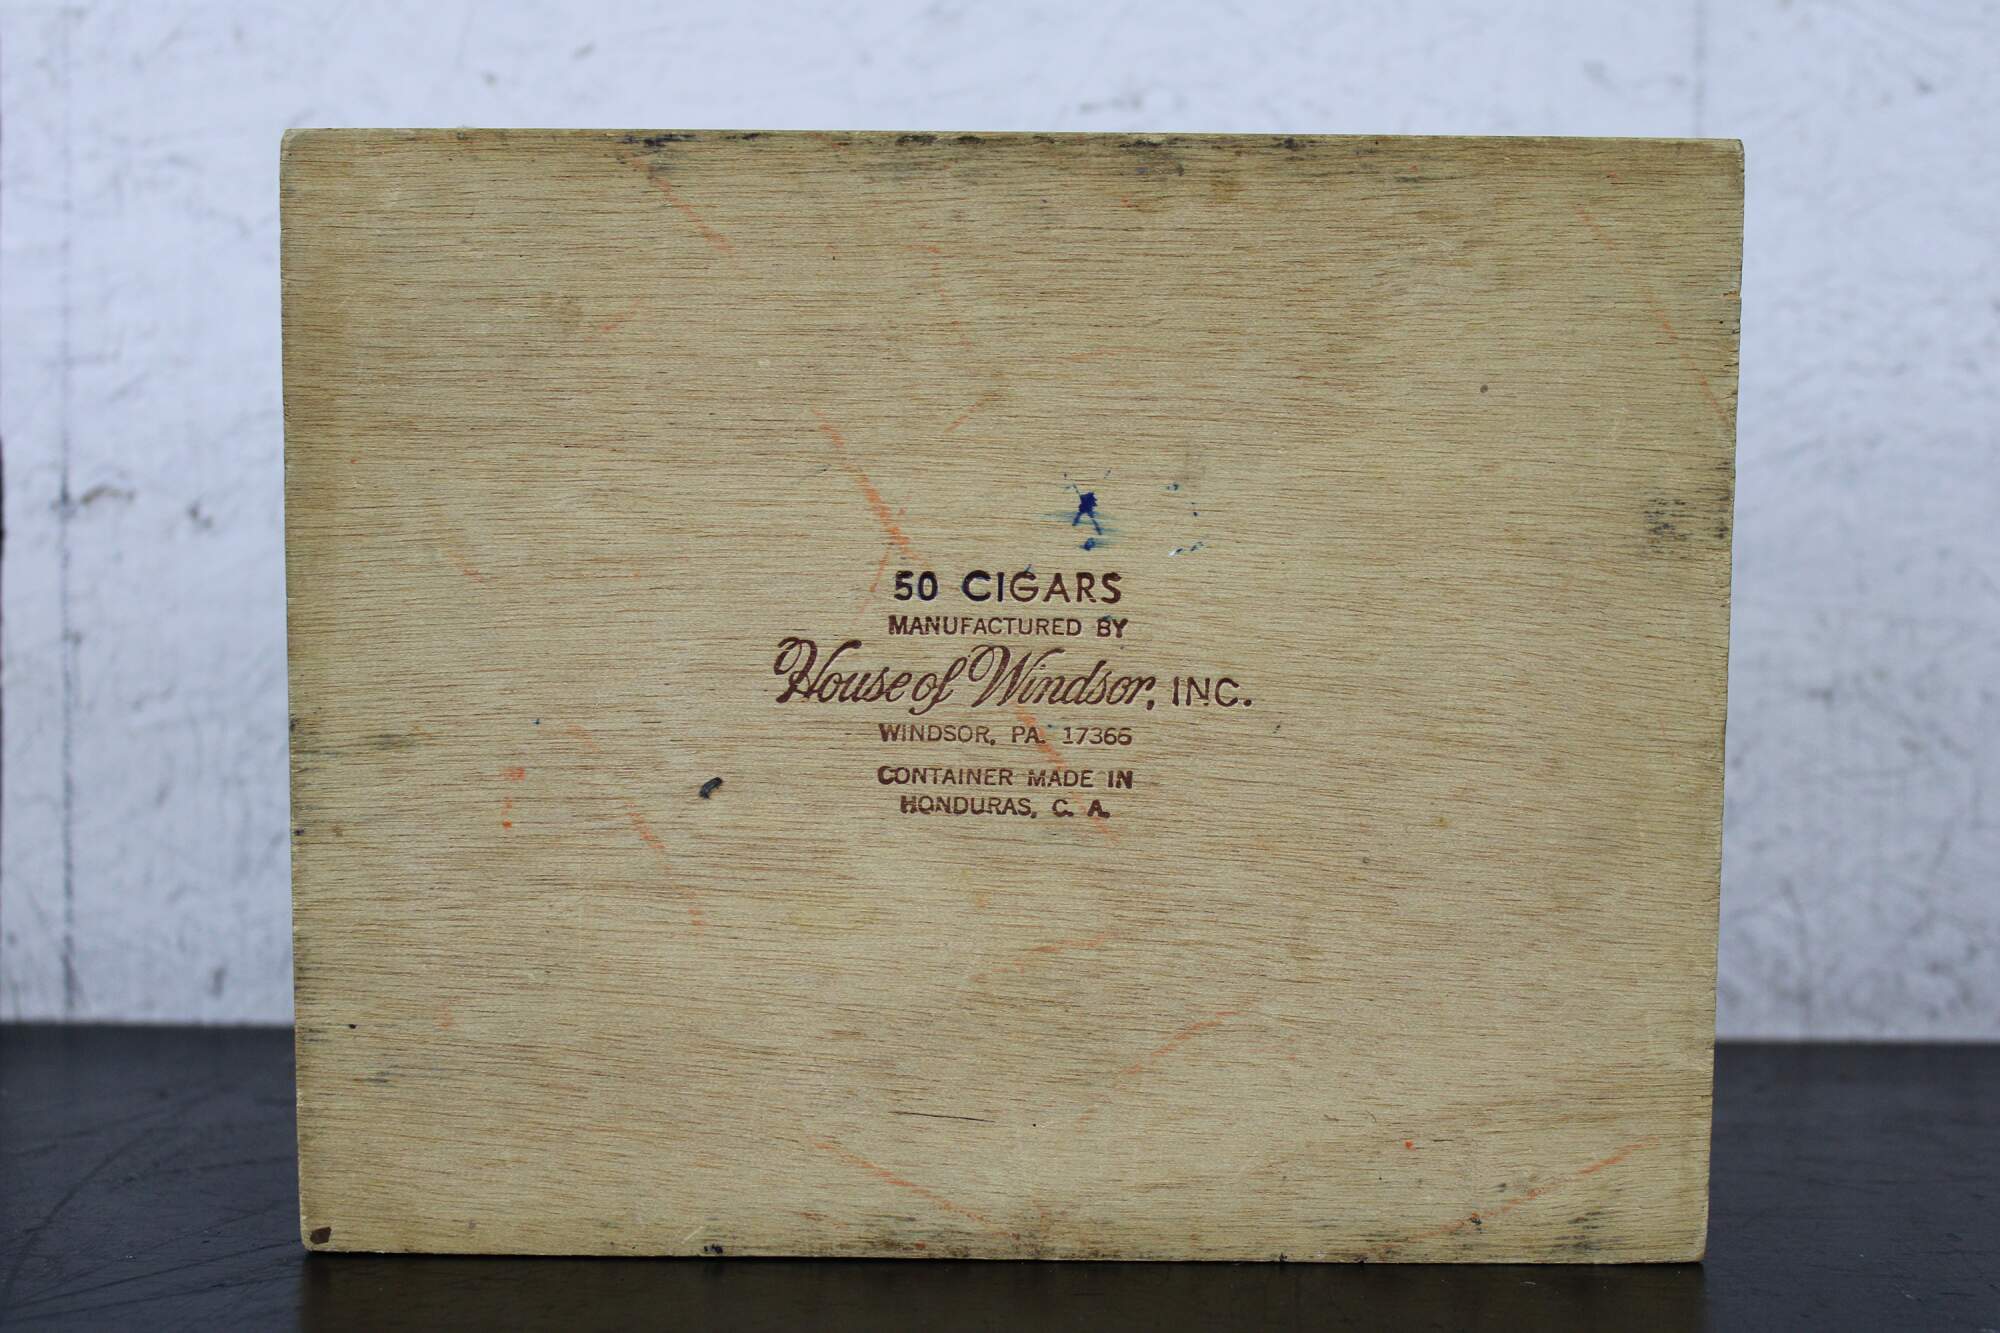 50 CIGARS
MANUFACTURED BY
House of Windsor, INC.
WINDSOR, PA. 17366
CONTAINER MADE IN
HONDURAS, C. A.